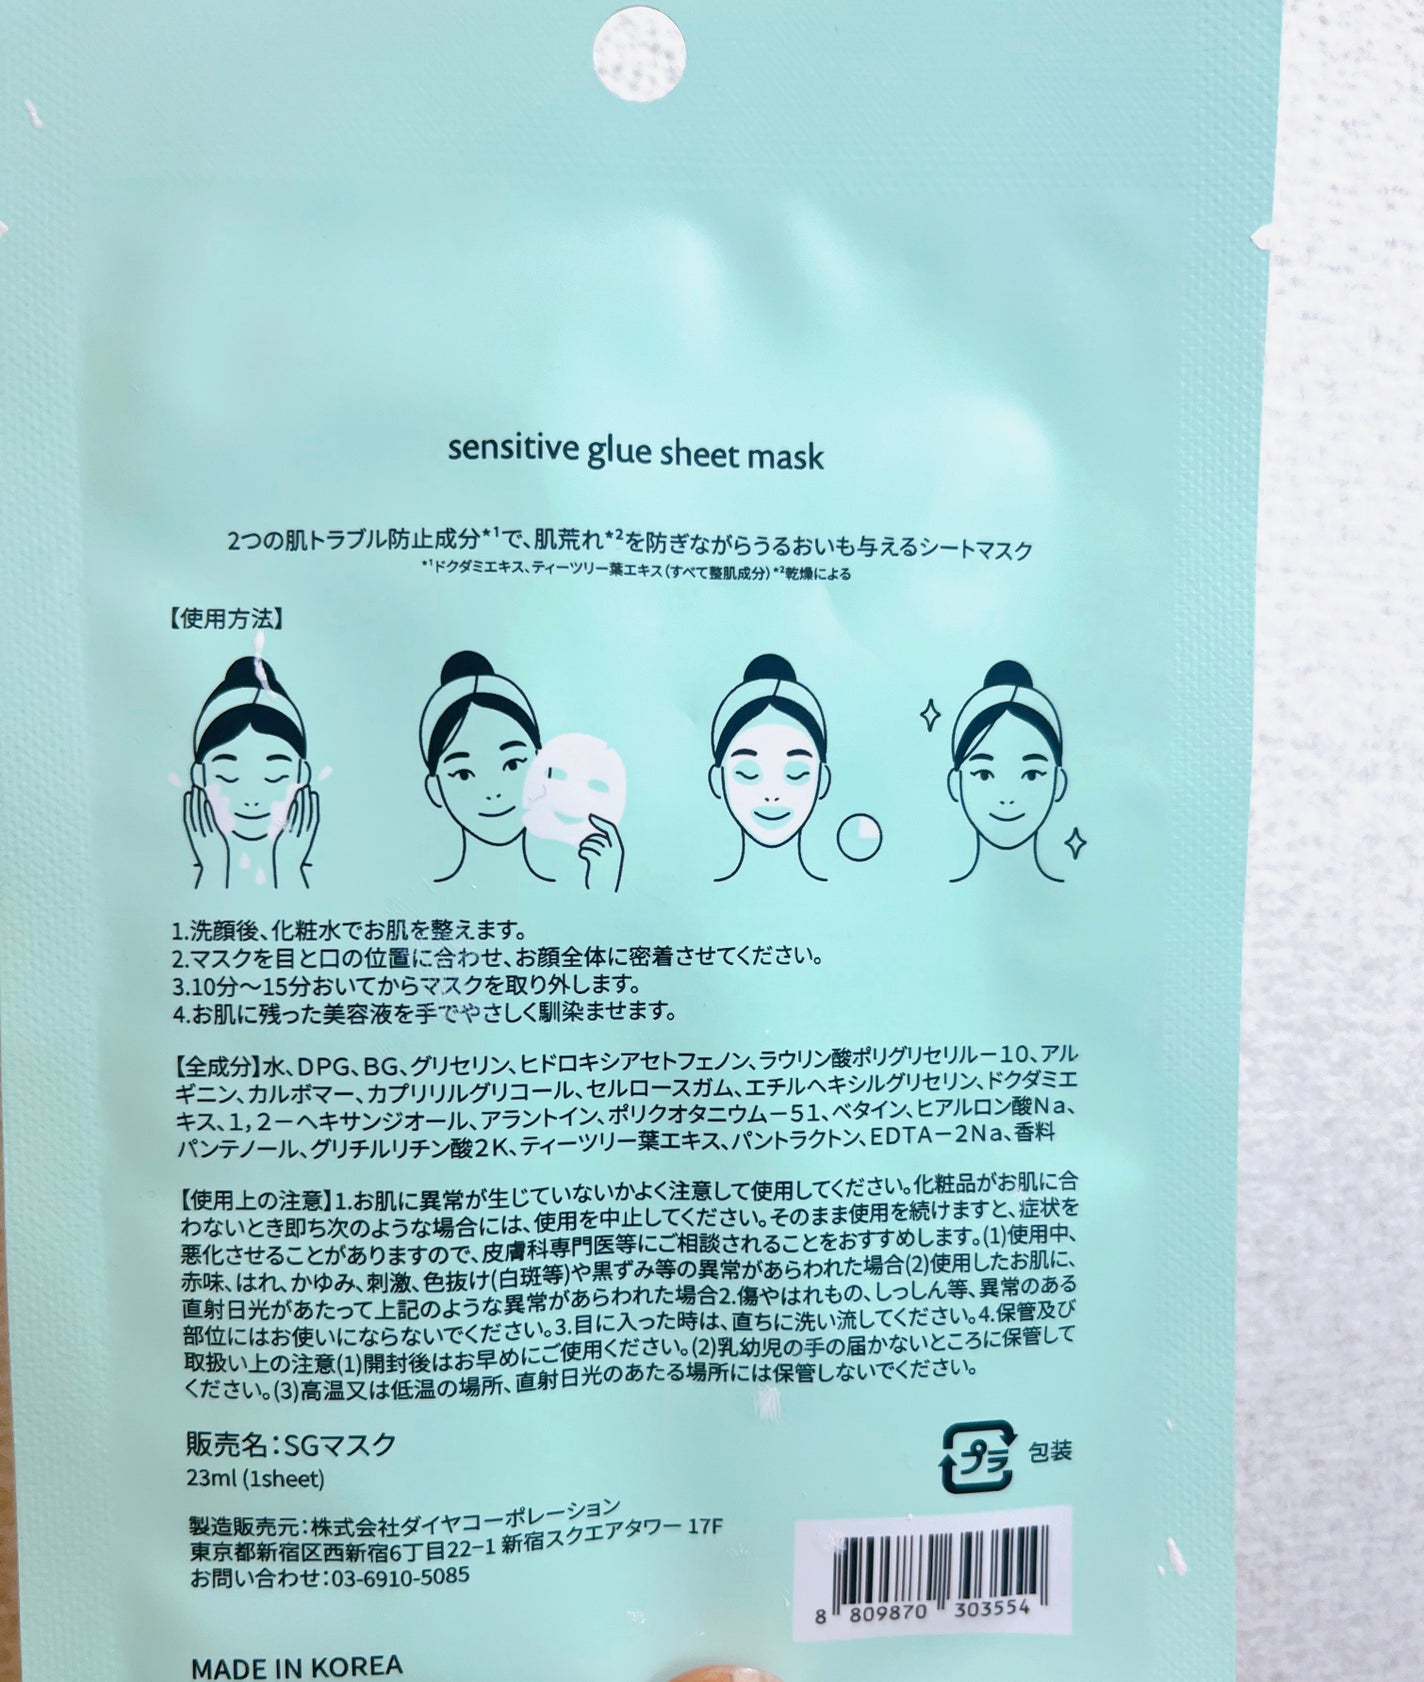 sensitive glue sheet mask
2つの肌トラブル防止成分*1で、肌荒れ*2を防ぎながらうるおいも与えるシートマスク
*1ドクダミエキス、ティーツリー葉エキス(すべて整肌成分)*2乾燥による
【使用方法】
1.洗顔後、化粧水でお肌を整えます。
2.マスクを目と口の位置に合わせ、お顔全体に密着させてください。
3.10分〜15分おいてからマスクを取り外します。
4.お肌に残った美容液を手でやさしく馴染ませます。
【全成分】水、DPG、BG、グリセリン、ヒドロキシアセトフェノン、ラウリン酸ポリグリセリル－10、アル
ギニン、カルボマー、カプリリルグリコール、セルロースガム、エチルヘキシルグリセリン、ドクダミエ
キス、1，2－ヘキサンジオール、アラントイン、ポリクオタニウム－51、ベタイン、ヒアルロン酸Na、
パンテノール、グリチルリチン酸2K、ティーツリー葉エキス、パントラクトン、EDTA－2Na、香料
【使用上の注意】1.お肌に異常が生じていないかよく注意して使用してください。化粧品がお肌に合
わないとき即ち次のような場合には、使用を中止してください。そのまま使用を続けますと、症状を
悪化させることがありますので、皮膚科専門医等にご相談されることをおすすめします。(1)使用中、
赤味、はれ、かゆみ、刺激、色抜け(白斑等)や黒ずみ等の異常があらわれた場合(2)使用したお肌に、
直射日光があたって上記のような異常があらわれた場合2.傷やはれもの、しっしん等、異常のある
部位にはお使いにならないでください。3.目に入った時は、直ちに洗い流してください。4.保管及び
取扱い上の注意(1)開封後はお早めにご使用ください。(2)乳幼児の手の届かないところに保管して
ください。(3)高温又は低温の場所、直射日光のあたる場所には保管しないでください。
販売名：SGマスク
23ml (1sheet)
プラ 包装
製造販売元：株式会社ダイヤコーポレーション
東京都新宿区西新宿6丁目22-1 新宿スクエアタワー 17F
お問い合わせ：03-6910-5085
8 809870 303554
MADE IN KOREA